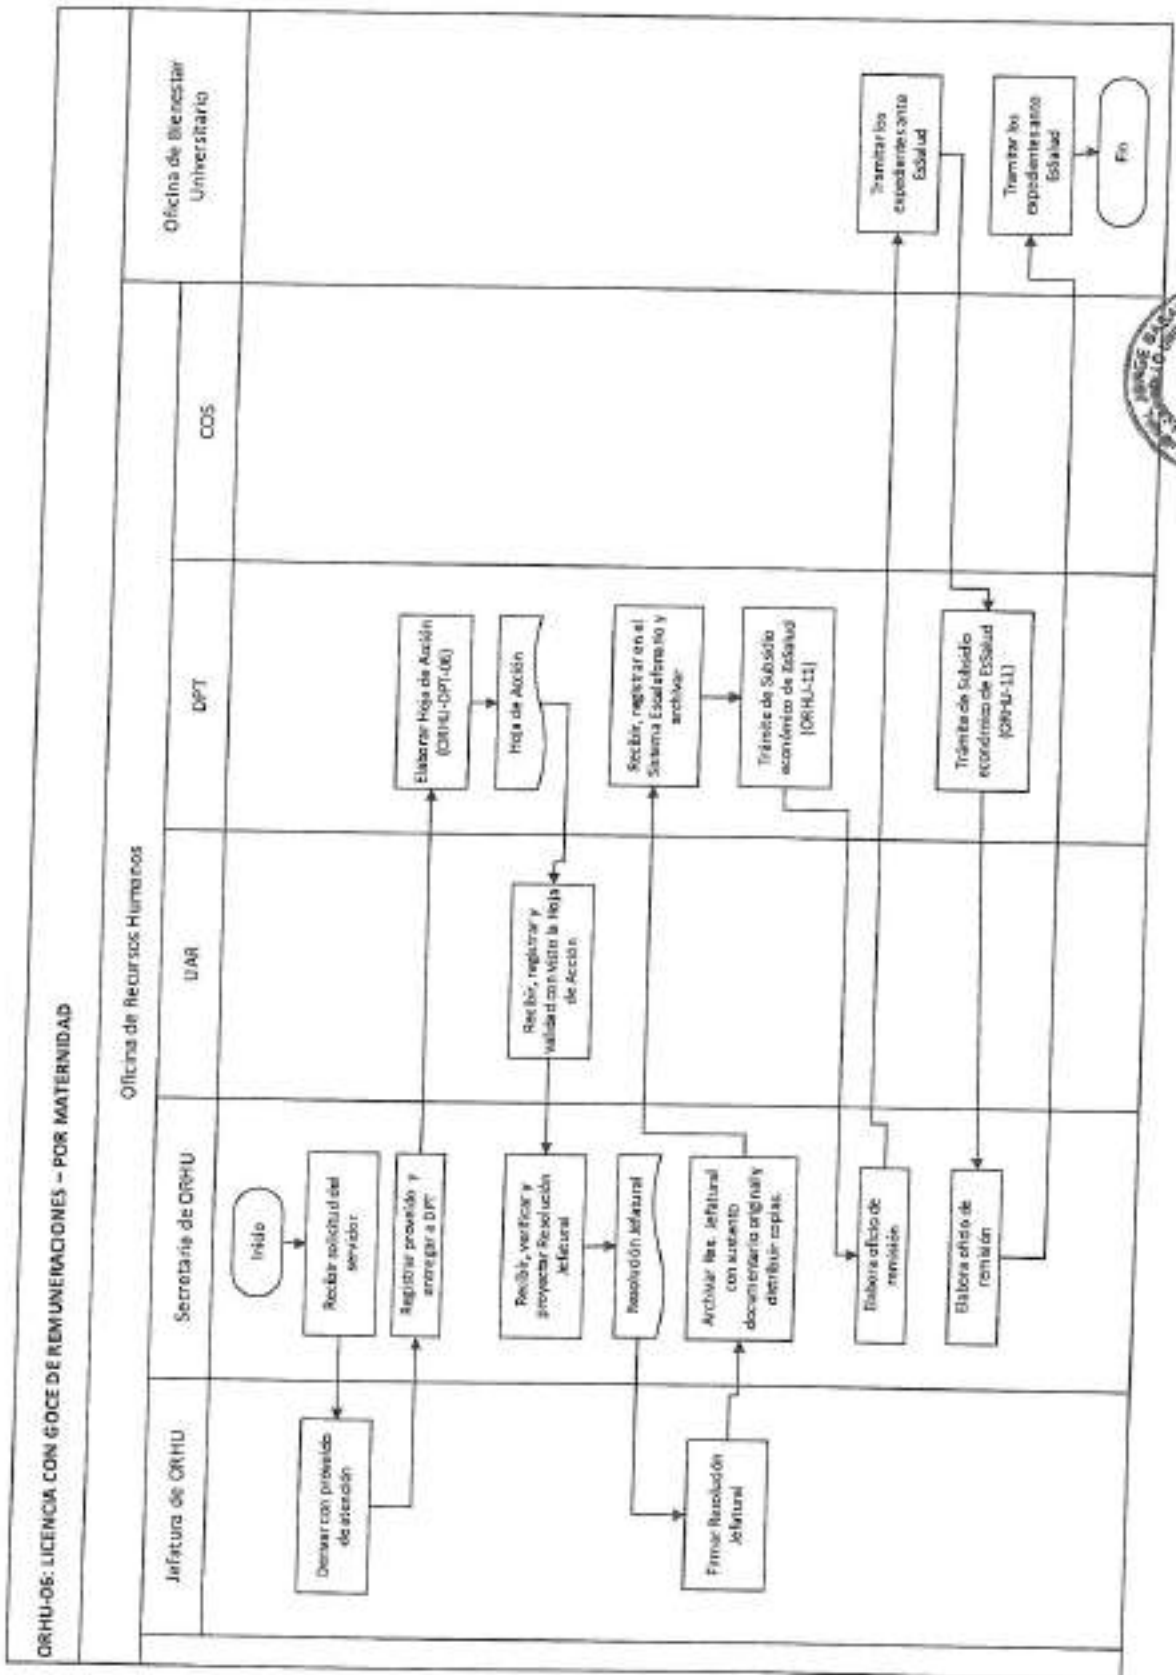 ORHU-06: LICENCIA CON GOCE DE REMUNERACIONES – POR MATERNIDAD
Oficina de Recursos Humanos
Oficina de Bienestar
Universitario
Jefatura de ORHU
Secretaria de ORHU
UAR
DPT
COS
Inicio
Recibir solicitud del
servidor
Derivar con proveido
de atención
Registrar proveido y
entregar a DPT
Elaborar Hoja de Acción
(ORHU-DPT-06)
Hoja de Acción
Recibir, registrar y
validad con visto la Hoja
de Acción
Recibir, verificar y
proyectar Resolución
Jefatural
Resolución Jefatural
Firmar Resolución
Jefatural
Archivar Res. Jefatural
con sustento
documentario original y
distribuir copias.
Recibir, registrar en el
Sistema Escalafonario y
archivar
Trámite de Subsidio
económico de EsSalud
(ORHU-11)
Elabora oficio de
remisión
Tramitar los
expedientes ante
EsSalud
Trámite de Subsidio
económico de EsSalud
(ORHU-11)
Elabora oficio de
remisión
Tramitar los
expedientes ante
EsSalud
Fin
JORGE